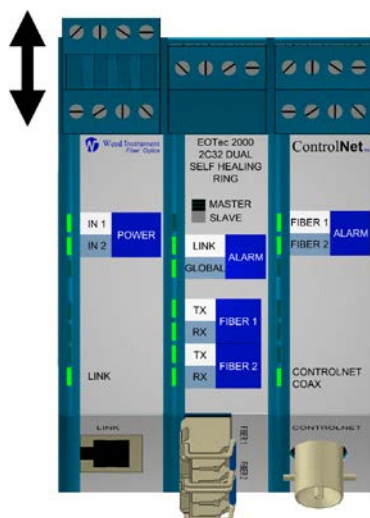 Weed Instrument
Fiber Optics
IN 1
IN 2
POWER
LINK
LINK
EOTec 2000
2C32 DUAL
SELF HEALING
RING
MASTER
SLAVE
LINK
GLOBAL
ALARM
TX
RX
FIBER 1
TX
RX
FIBER 2
FIBER 1
FIBER 2
ControlNet
FIBER 1
FIBER 2
ALARM
CONTROLNET
COAX
CONTROLNET